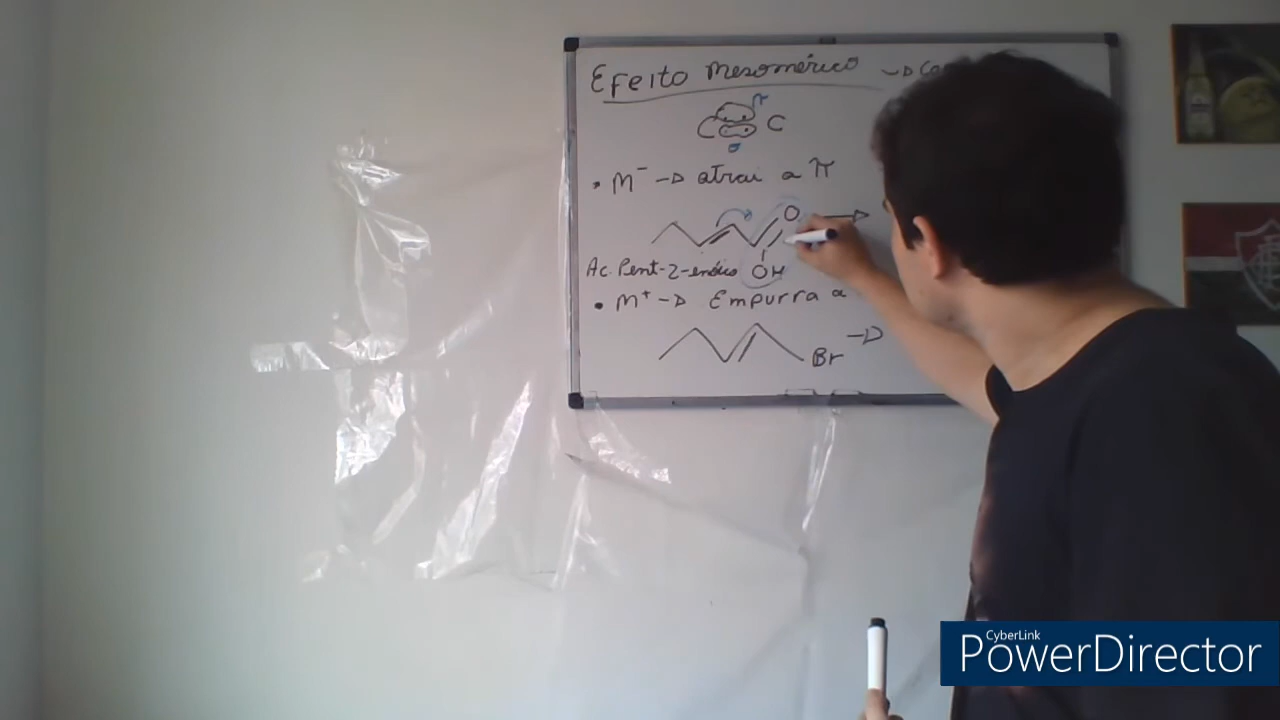 Efeito Mesomérico →
π
C C
σ
• M⁻ → atrai a π
O
Ac. Pent-2-enóico OH
• M⁺ → Empurra a
Br →
CyberLink
PowerDirector